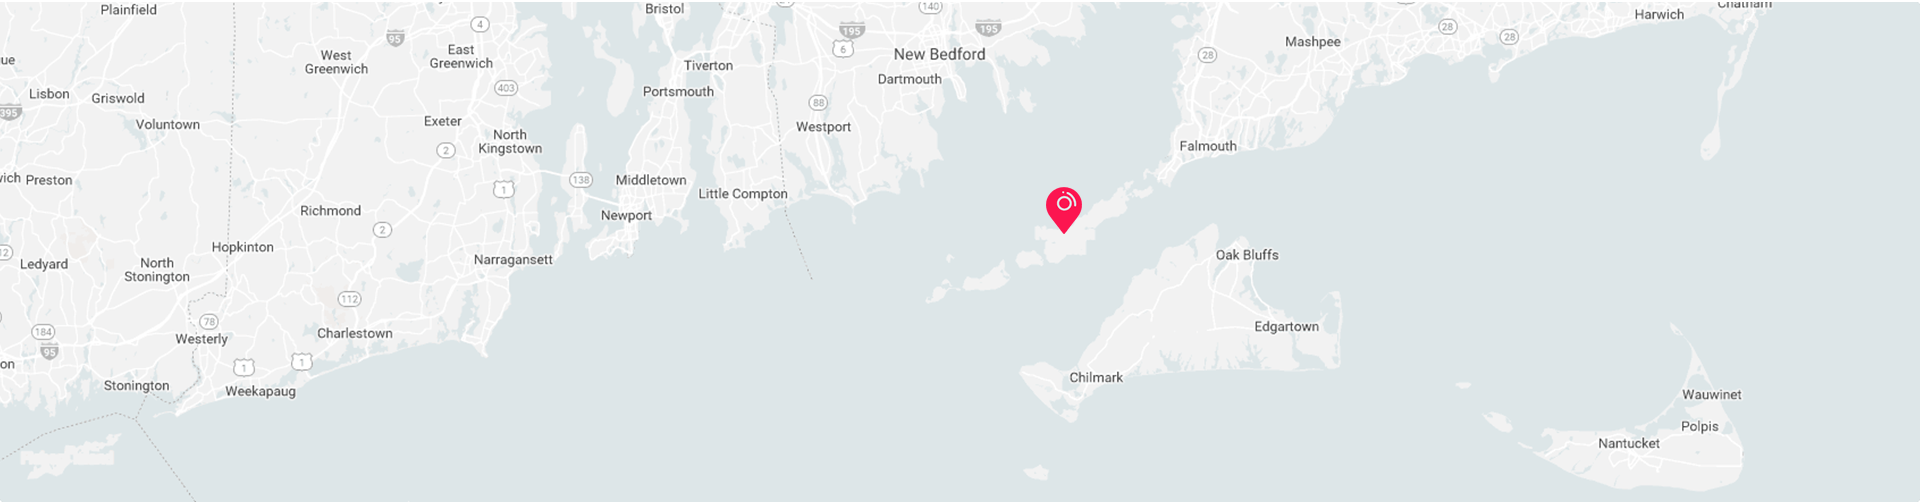 Plainfield
Bristol
Chatham
Harwich
4
95
195
6
140
195
28
28
28
Mashpee
West
Greenwich
East
Greenwich
New Bedford
Tiverton
Dartmouth
Portsmouth
403
Lisbon
Griswold
395
88
Voluntown
Exeter
2
North
Kingstown
Westport
Falmouth
Preston
1
138
Middletown
Little Compton
Richmond
Newport
2
Hopkinton
Narragansett
Oak Bluffs
Ledyard
North
Stonington
112
78
184
95
Westerly
Charlestown
Edgartown
1
1
Stonington
Weekapaug
Chilmark
Wauwinet
Polpis
Nantucket